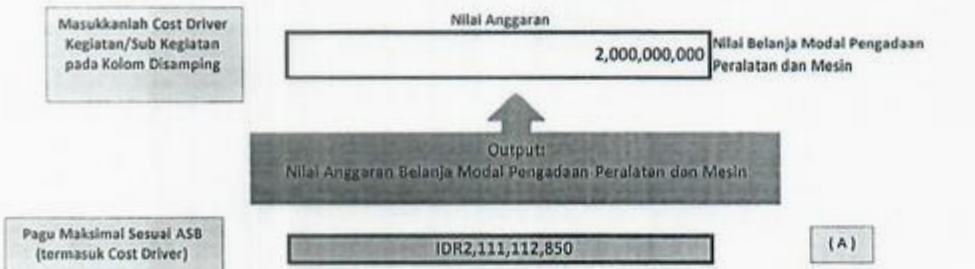 Masukkanlah Cost Driver
Kegiatan/Sub Kegiatan
pada Kolom Disamping
Nilai Anggaran
2,000,000,000
Nilai Belanja Modal Pengadaan
Peralatan dan Mesin
Output:
Nilai Anggaran Belanja Modal Pengadaan Peralatan dan Mesin
Pagu Maksimal Sesuai ASB
(termasuk Cost Driver)
IDR2,111,112,850
(A)